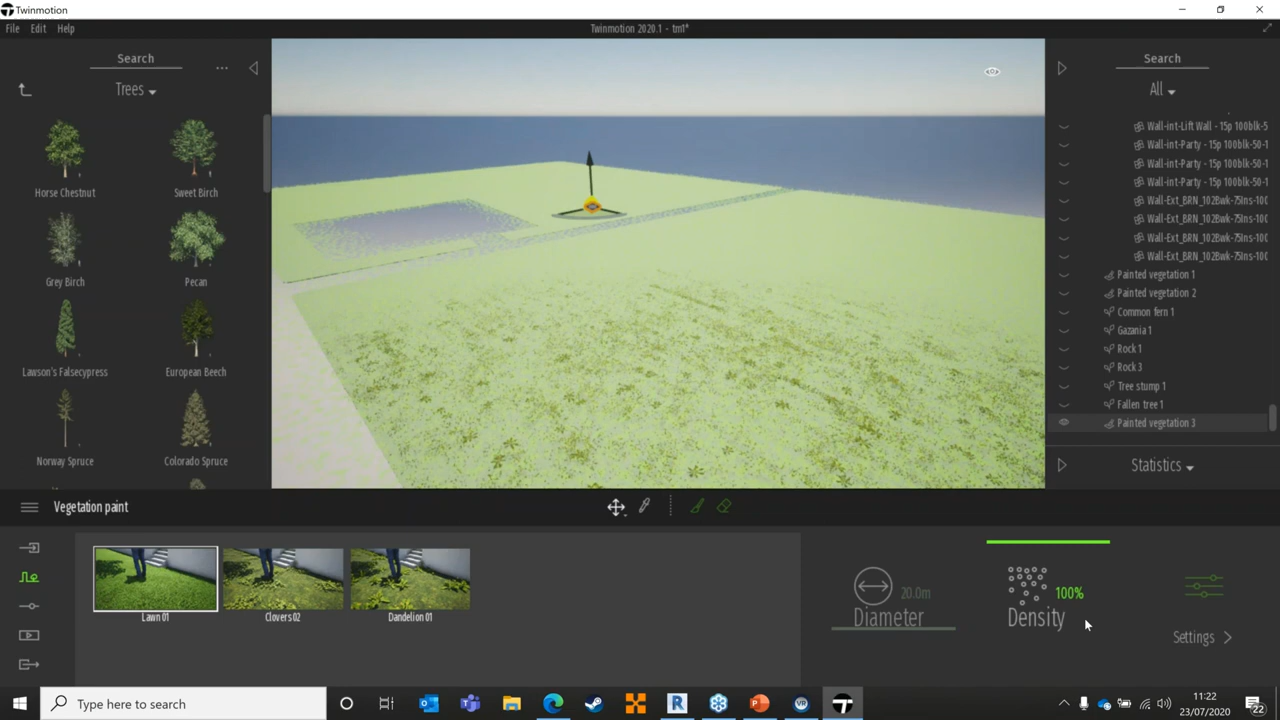 Twinmotion
File Edit Help
Twinmotion 2020.1 - tm1*
Search
...
Trees
Horse Chestnut
Sweet Birch
Grey Birch
Pecan
Lawson's Falsecypress
European Beech
Norway Spruce
Colorado Spruce
Search
All
Wall-int-Lift Wall - 15p 100blk-5
Wall-int-Party - 15p 100blk-50-1
Wall-int-Party - 15p 100blk-50-1
Wall-int-Party - 15p 100blk-50-1
Wall-Ext_BRN_102Bwk-75Ins-100
Wall-Ext_BRN_102Bwk-75Ins-100
Wall-Ext_BRN_102Bwk-75Ins-100
Wall-Ext_BRN_102Bwk-75Ins-100
Painted vegetation 1
Painted vegetation 2
Common fern 1
Gazania 1
Rock 1
Rock 3
Tree stump 1
Fallen tree 1
Painted vegetation 3
Statistics
Vegetation paint
Lawn 01
Clovers 02
Dandelion 01
20.0m
Diameter
100%
Density
Settings
Type here to search
11:22
23/07/2020
22